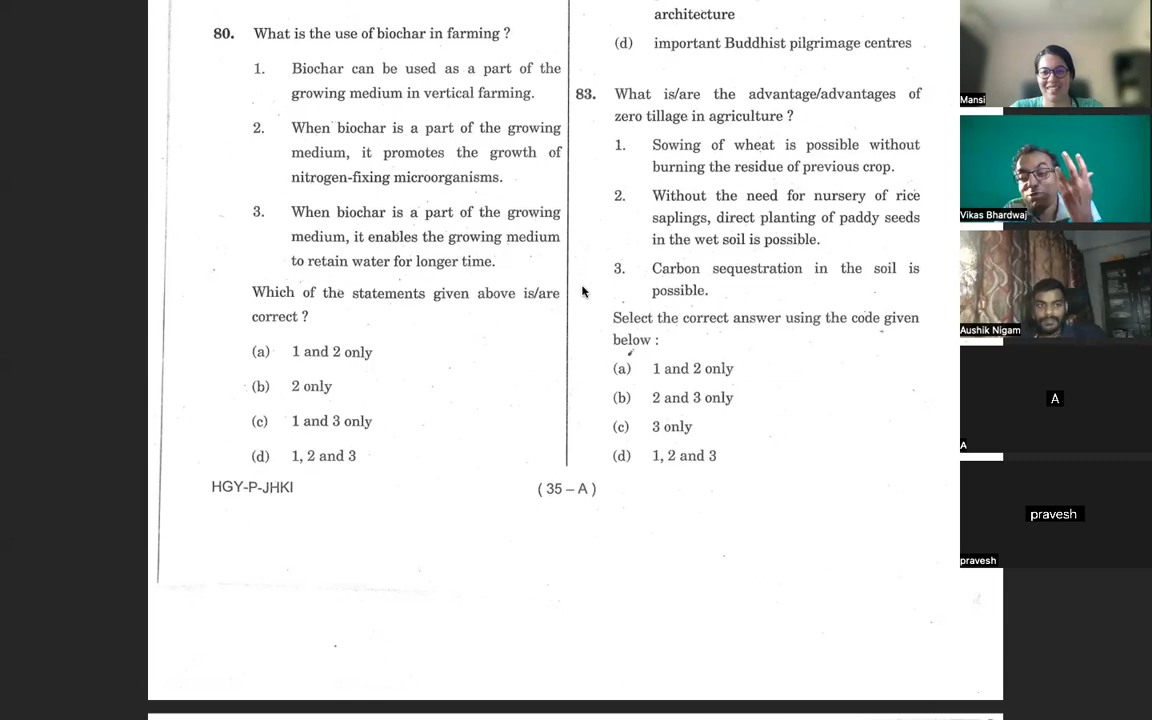 80. What is the use of biochar in farming ?
1. Biochar can be used as a part of the
growing medium in vertical farming.
2. When biochar is a part of the growing
medium, it promotes the growth of
nitrogen-fixing microorganisms.
3. When biochar is a part of the growing
medium, it enables the growing medium
to retain water for longer time.
Which of the statements given above is/are
correct ?
(a) 1 and 2 only
(b) 2 only
(c) 1 and 3 only
(d) 1, 2 and 3
architecture
(d) important Buddhist pilgrimage centres
83. What is/are the advantage/advantages of
zero tillage in agriculture ?
1. Sowing of wheat is possible without
burning the residue of previous crop.
2. Without the need for nursery of rice
saplings, direct planting of paddy seeds
in the wet soil is possible.
3. Carbon sequestration in the soil is
possible.
Select the correct answer using the code given
below :
(a) 1 and 2 only
(b) 2 and 3 only
(c) 3 only
(d) 1, 2 and 3
HGY-P-JHKI
( 35 – A )
Mansi
Vikas Bhardwaj
Aushik Nigam
A
A
pravesh
pravesh